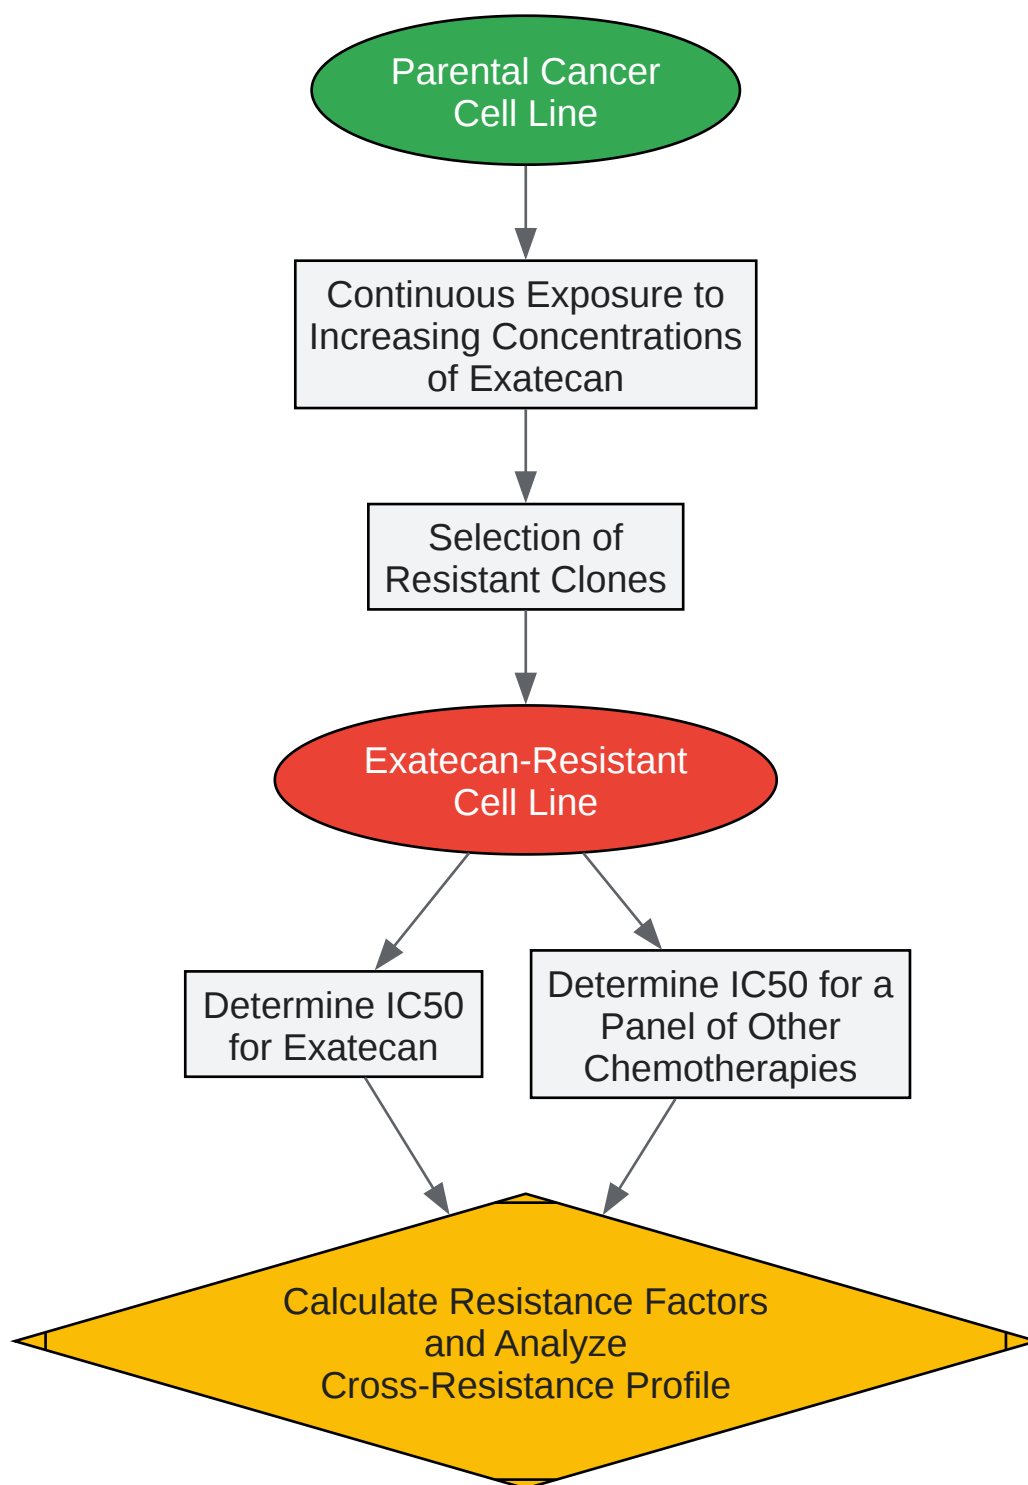 Parental Cancer
Cell Line
Continuous Exposure to
Increasing Concentrations
of Exatecan
Selection of
Resistant Clones
Exatecan-Resistant
Cell Line
Determine IC50
for Exatecan
Determine IC50 for a
Panel of Other
Chemotherapies
Calculate Resistance Factors
and Analyze
Cross-Resistance Profile